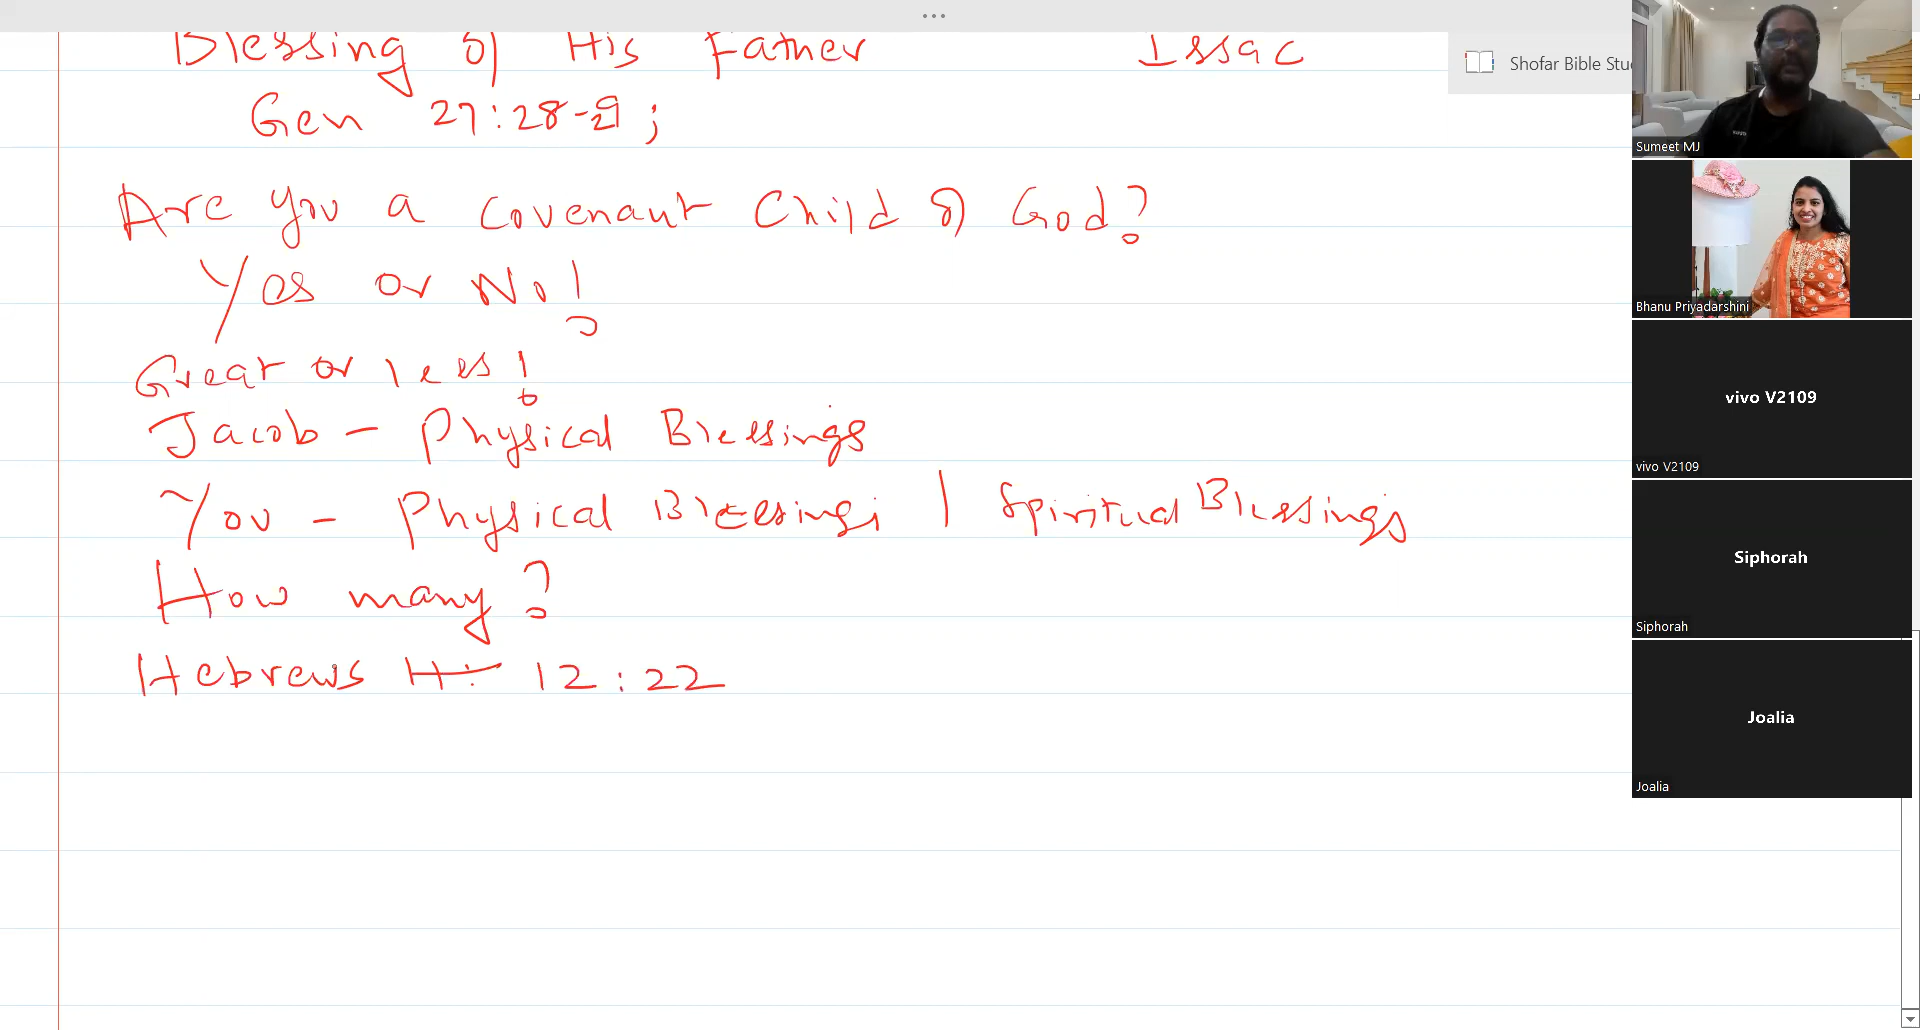 Blessing of His Father Issac
Gen 27:28-29;
Are you a covenant Child of God?
Yes or No!
Great or less!
Jacob - Physical Blessings
You - Physical Blessings | Spiritual Blessings
How many?
Hebrews 11: 12:22
Shofar Bible Stu
Sumeet MJ
Bhanu Priyadarshini
vivo V2109
vivo V2109
Siphorah
Siphorah
Joalia
Joalia